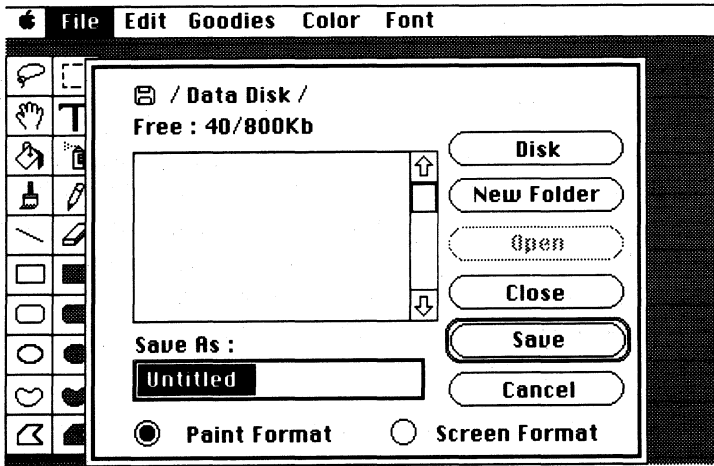 File Edit Goodies Color Font
/ Data Disk /
Free : 40/800Kb
Disk
New Folder
Open
Close
Save As :
Save
Untitled
Cancel
Paint Format Screen Format
T